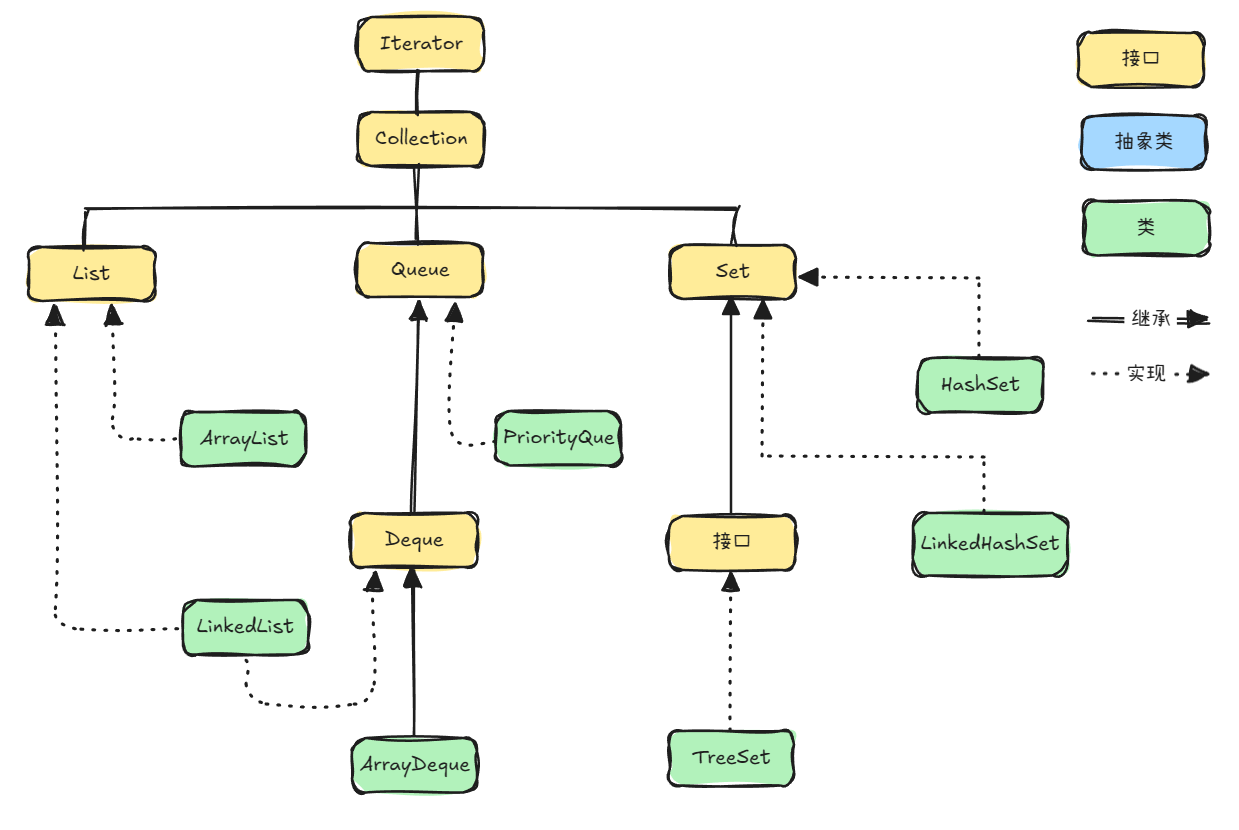 Iterator
接口
Collection
抽象类
类
List
Queue
Set
继承
实现
HashSet
ArrayList
PriorityQue
Deque
接口
LinkedHashSet
LinkedList
ArrayDeque
TreeSet